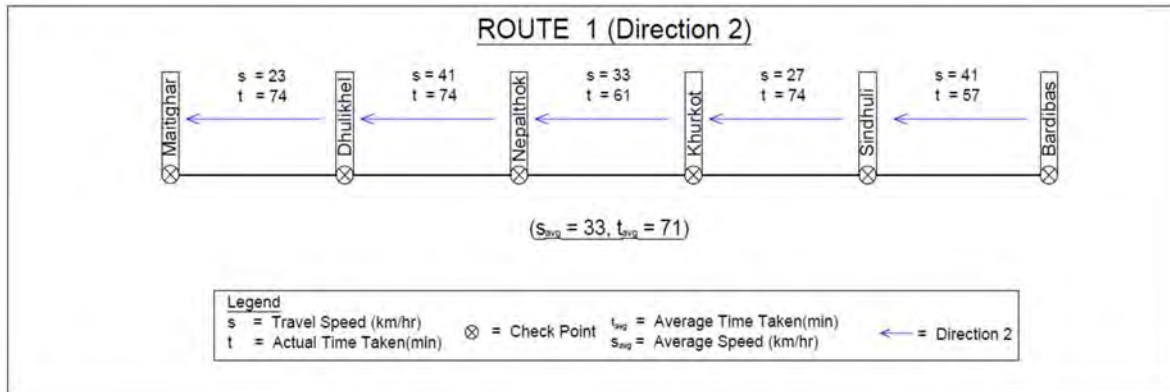 ROUTE 1 (Direction 2)
s = 23
t = 74
s = 41
t = 74
s = 33
t = 61
s = 27
t = 74
s = 41
t = 57
Maitighar
Dhulikhel
Nepalthok
Khurkot
Sindhuli
Bardibas
(savg = 33, tavg = 71)
Legend
s = Travel Speed (km/hr)
t = Actual Time Taken(min)
= Check Point
tavg = Average Time Taken(min)
savg = Average Speed (km/hr)
= Direction 2